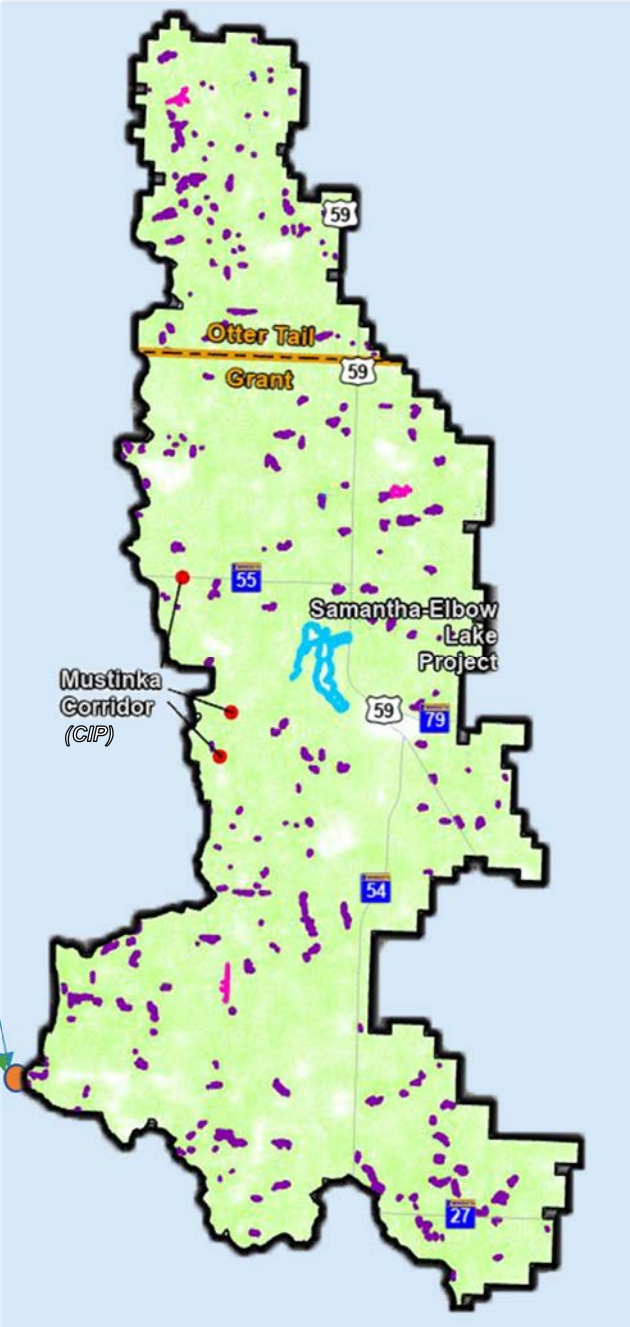 59
Otter Tail
59
Grant
55
Samantha-Elbow
Lake
Project
Mustinka
Corridor
(CIP)
59
79
54
27